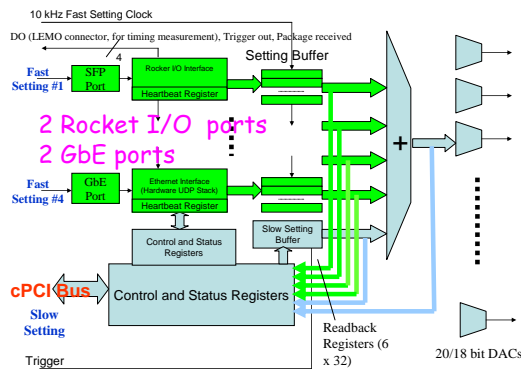 10 kHz Fast Setting Clock
DO (LEMO connector, for timing measurement), Trigger out, Package received
4
Setting Buffer
Fast
Setting #1
SFP
Port
Rocker I/O Interface
Heartbeat Register
2 Rocket I/O ports
2 GbE ports
+
Fast
Setting #4
GbE
Port
Ethernet Interface
(Hardware UDP Stack)
Heartbeat Register
Control and Status
Registers
Slow Setting
Buffer
cPCI Bus
Slow
Setting
Control and Status Registers
Readback
Registers (6
x 32)
Trigger
20/18 bit DACs